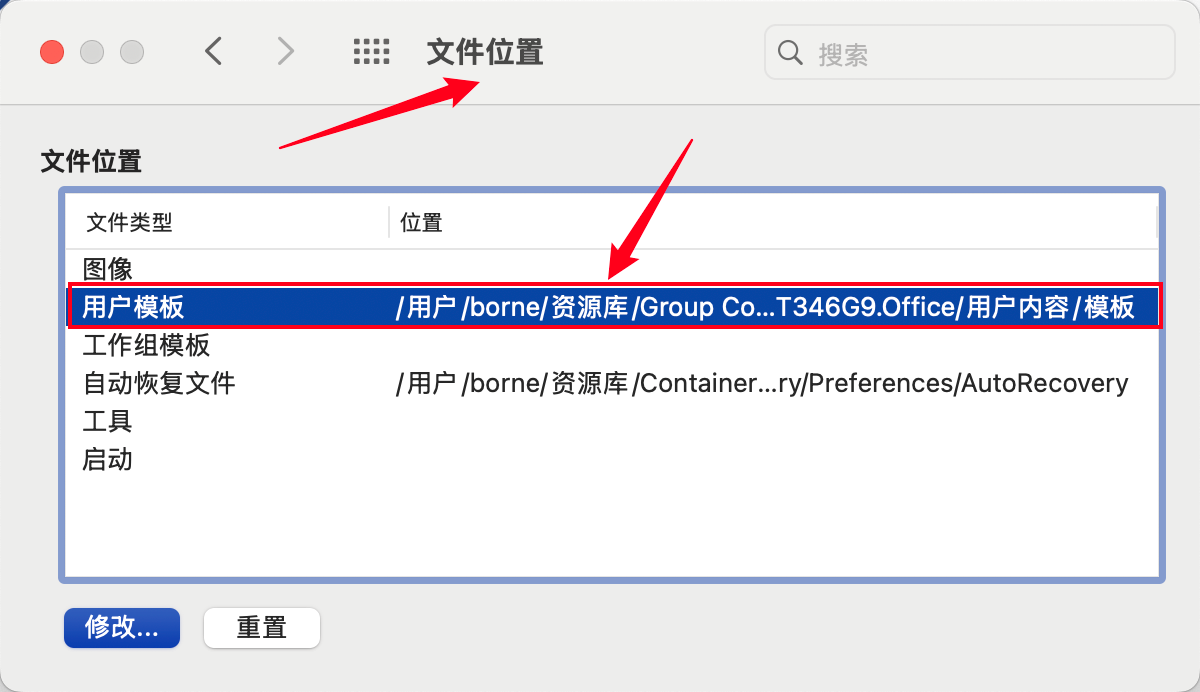 文件位置
搜索
文件位置
文件类型 位置
图像
用户模板 /用户/borne/资源库/Group Co...T346G9.Office/用户内容/模板
工作组模板
自动恢复文件 /用户/borne/资源库/Container...ry/Preferences/AutoRecovery
工具
启动
修改... 重置